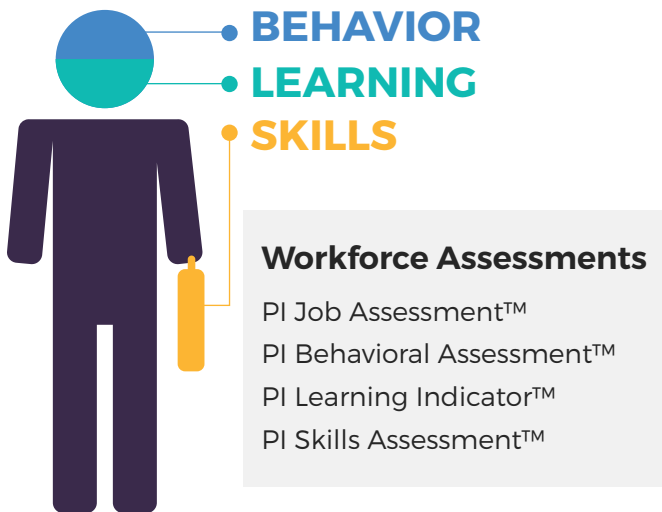 BEHAVIOR
LEARNING
SKILLS
Workforce Assessments
PI Job Assessment™
PI Behavioral Assessment™
PI Learning Indicator™
PI Skills Assessment™